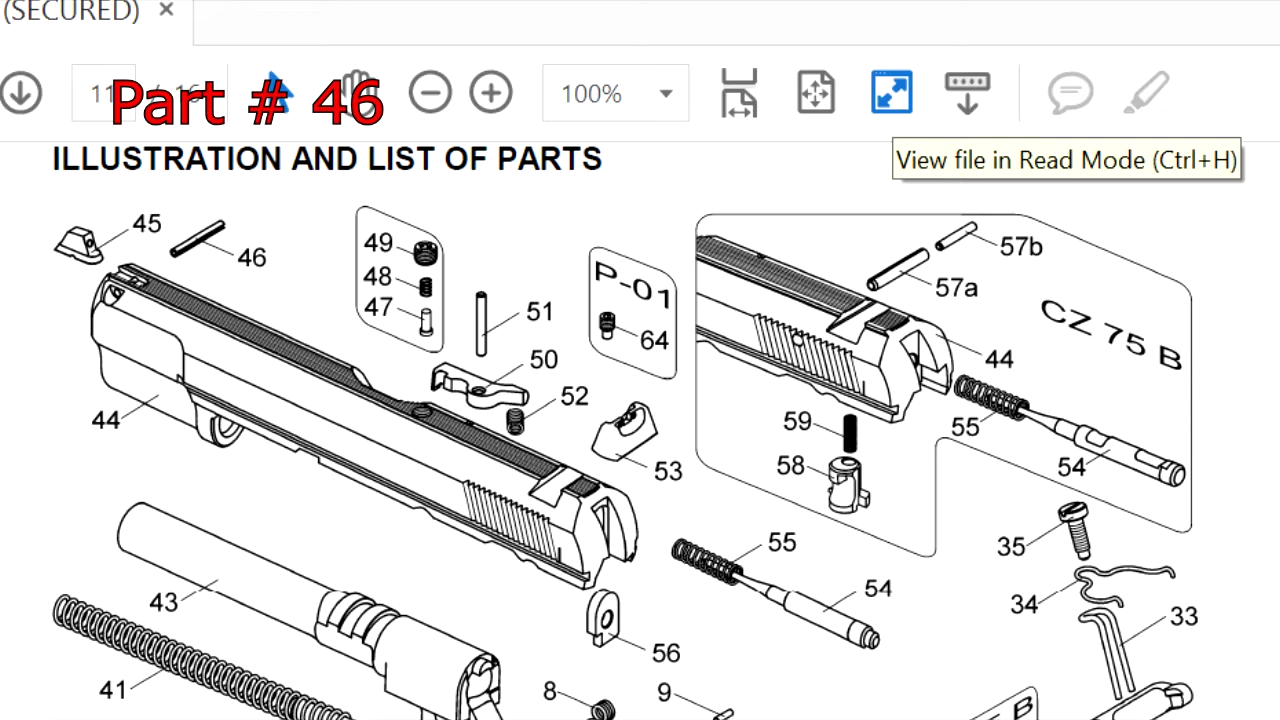 (SECURED) ×
11 / 16
Part # 46
100%
View file in Read Mode (Ctrl+H)
ILLUSTRATION AND LIST OF PARTS
45
46
49
48
47
51
50
52
P-01
64
57b
57a
CZ 75 B
44
44
53
59
58
55
54
35
55
54
34
33
43
56
41
8
9
B